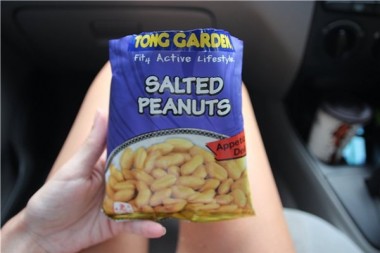 TONG GARDEN
Fit, Active Lifestyle
SALTED
PEANUTS